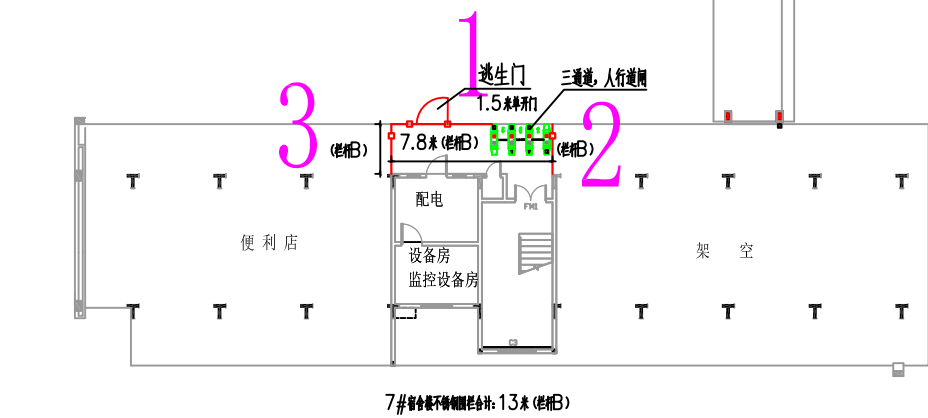 1
逃生门
三通道，人行道闸
3
1.5米单开门
2
7.8米（栏杆B）
（栏杆B）
（栏杆B）
配电
FM1
便利店
设备房
监控设备房
架 空
C3
7#宿舍楼不锈钢围栏合计：13米（栏杆B）